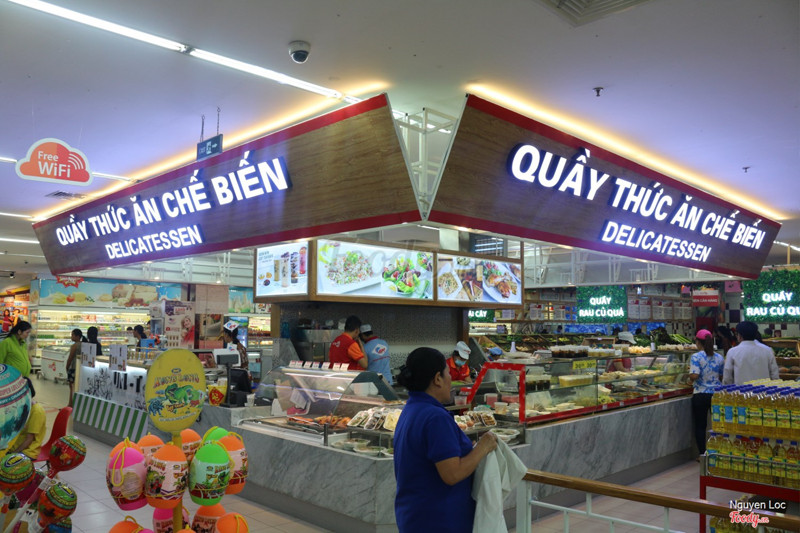 Free
WiFi
QUẦY THỨC ĂN CHẾ BIẾN
DELICATESSEN
QUẦY THỨC ĂN CHẾ BIẾN
DELICATESSEN
QUẦY
RAU CỦ QUẢ
QUẦY
RAU CỦ QUẢ
Nguyen Loc
Foody.vn